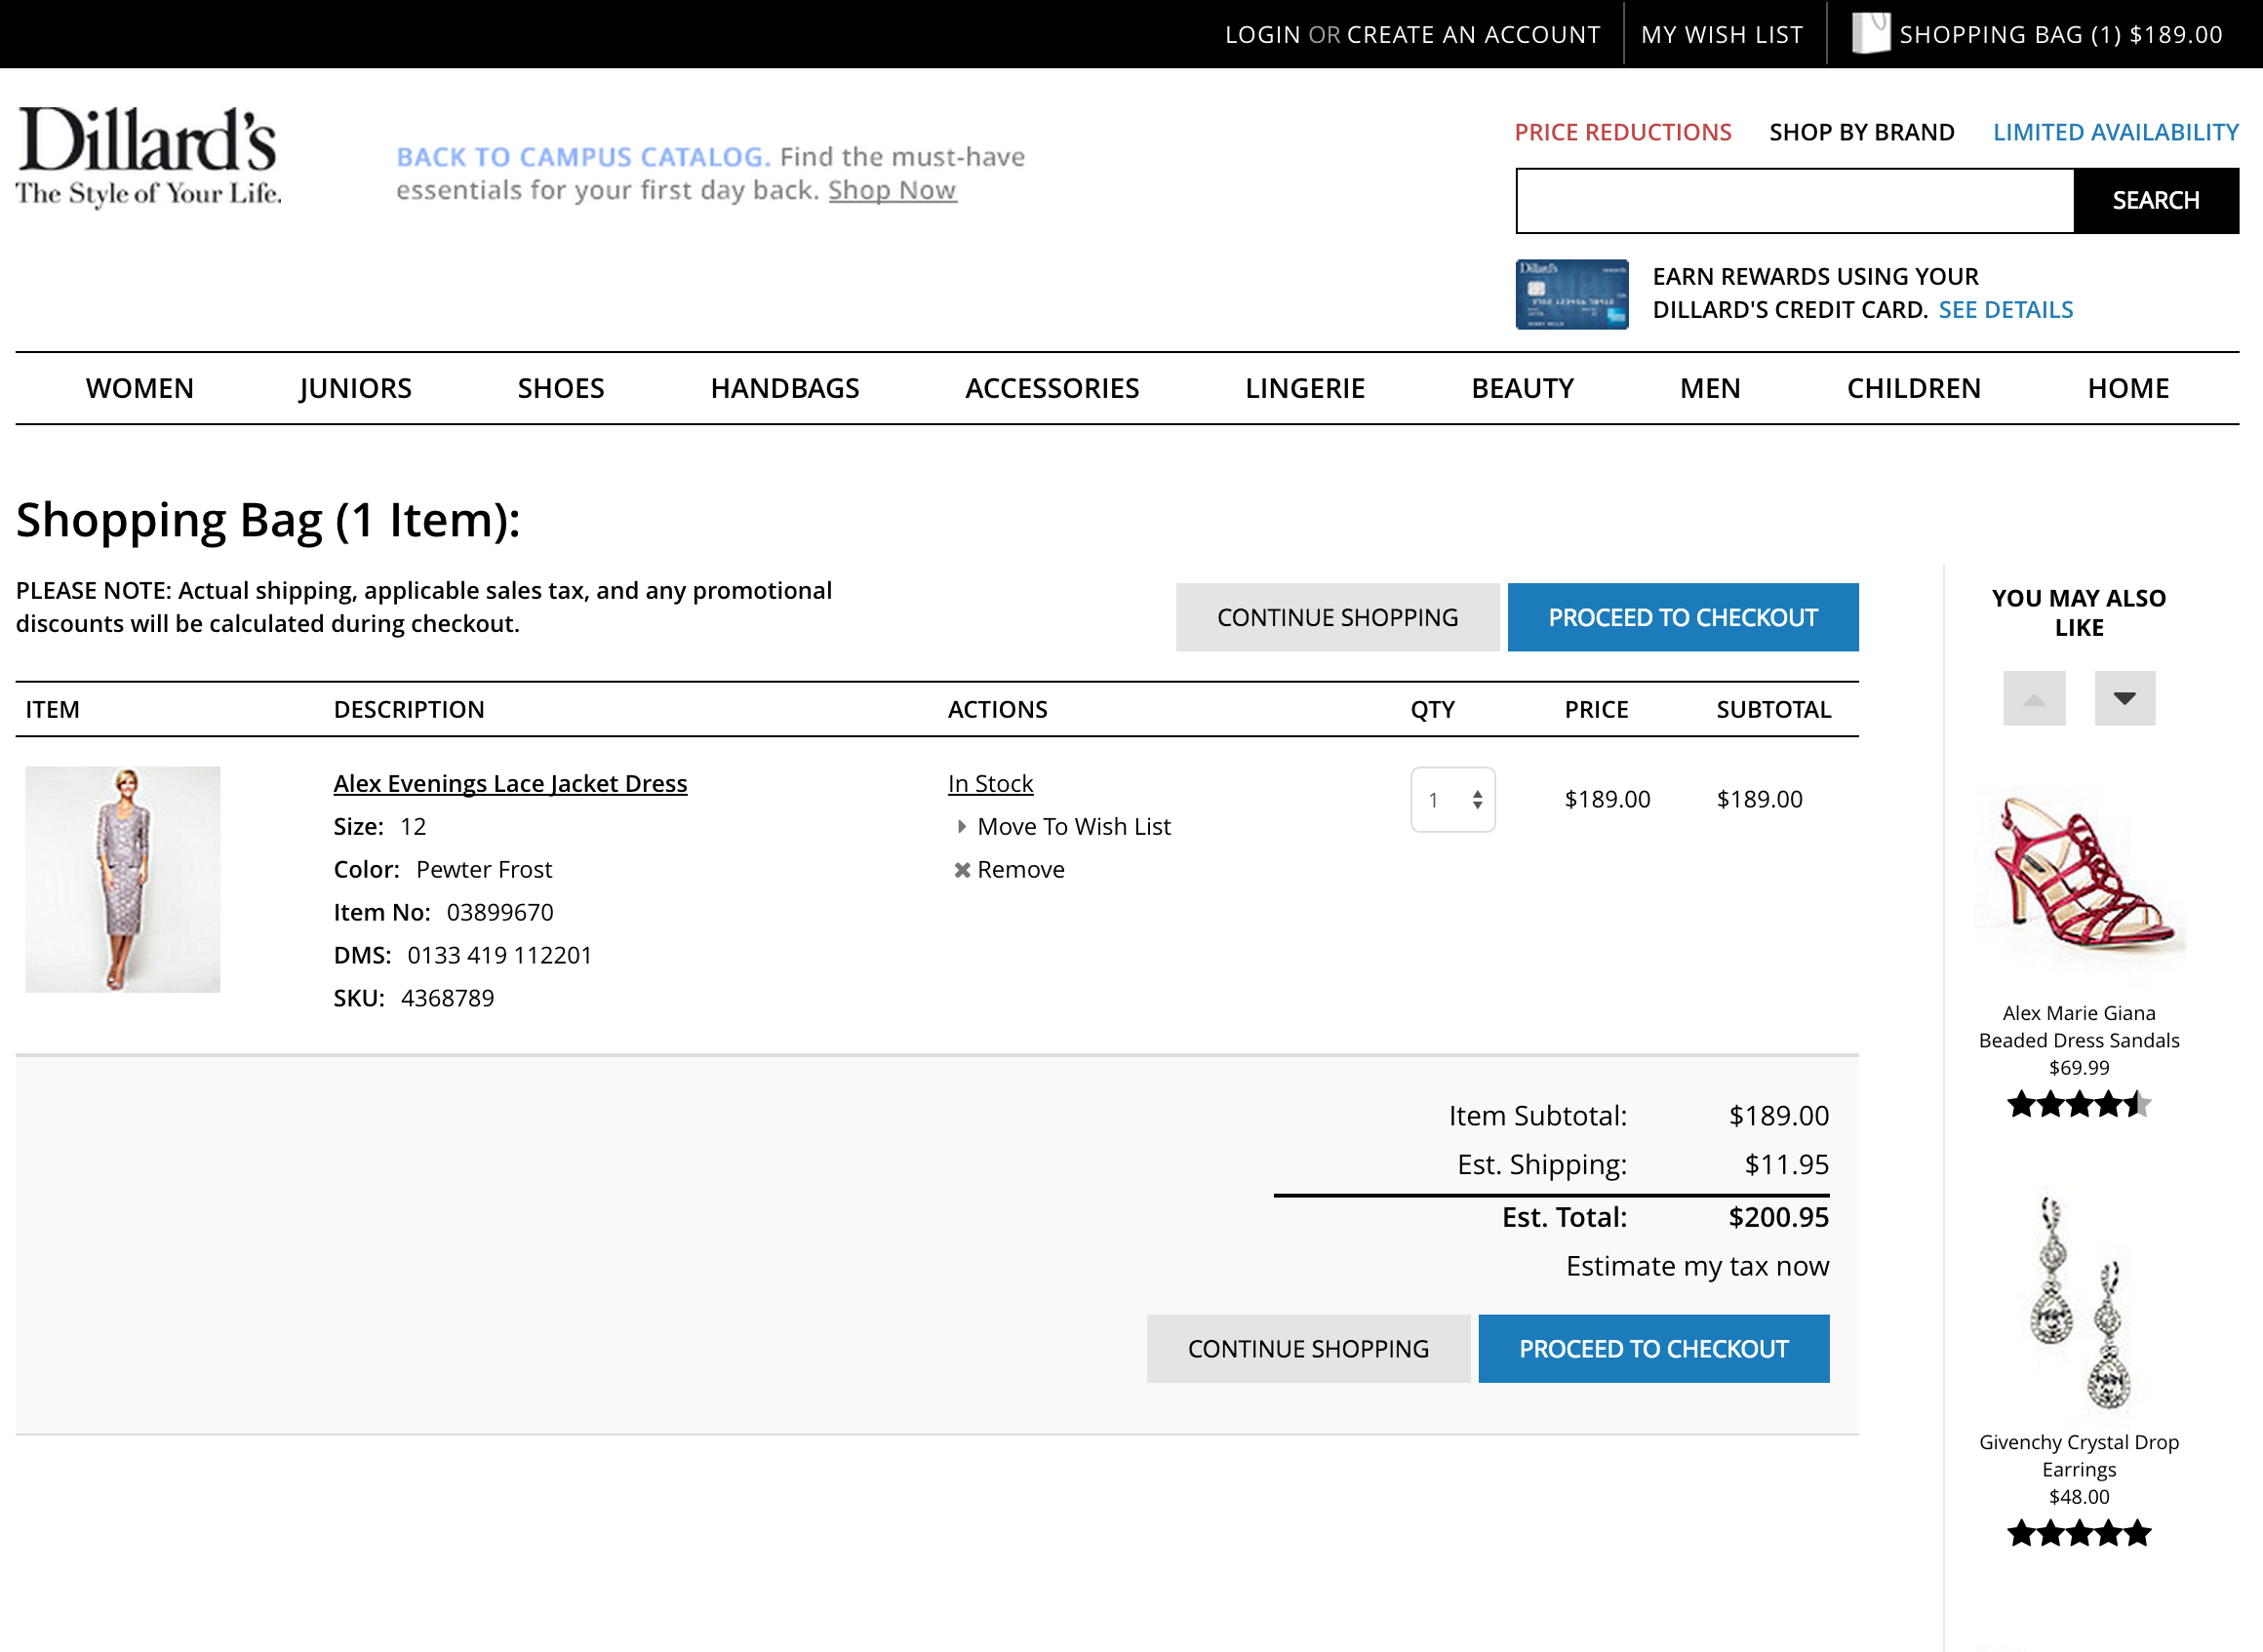 LOGIN OR CREATE AN ACCOUNT
MY WISH LIST
SHOPPING BAG (1) $189.00
Dillard's
The Style of Your Life.
BACK TO CAMPUS CATALOG. Find the must-have
essentials for your first day back. Shop Now
PRICE REDUCTIONS
SHOP BY BRAND
LIMITED AVAILABILITY
SEARCH
Dillard's
EARN REWARDS USING YOUR
DILLARD'S CREDIT CARD. SEE DETAILS
WOMEN
JUNIORS
SHOES
HANDBAGS
ACCESSORIES
LINGERIE
BEAUTY
MEN
CHILDREN
HOME
Shopping Bag (1 Item):
PLEASE NOTE: Actual shipping, applicable sales tax, and any promotional
discounts will be calculated during checkout.
CONTINUE SHOPPING
PROCEED TO CHECKOUT
ITEM
DESCRIPTION
ACTIONS
QTY
PRICE
SUBTOTAL
Alex Evenings Lace Jacket Dress
Size: 12
Color: Pewter Frost
Item No: 03899670
DMS: 0133 419 112201
SKU: 4368789
In Stock
Move To Wish List
Remove
1
$189.00
$189.00
Item Subtotal: $189.00
Est. Shipping: $11.95
Est. Total: $200.95
Estimate my tax now
CONTINUE SHOPPING
PROCEED TO CHECKOUT
YOU MAY ALSO
LIKE
Alex Marie Giana
Beaded Dress Sandals
$69.99
Givenchy Crystal Drop
Earrings
$48.00